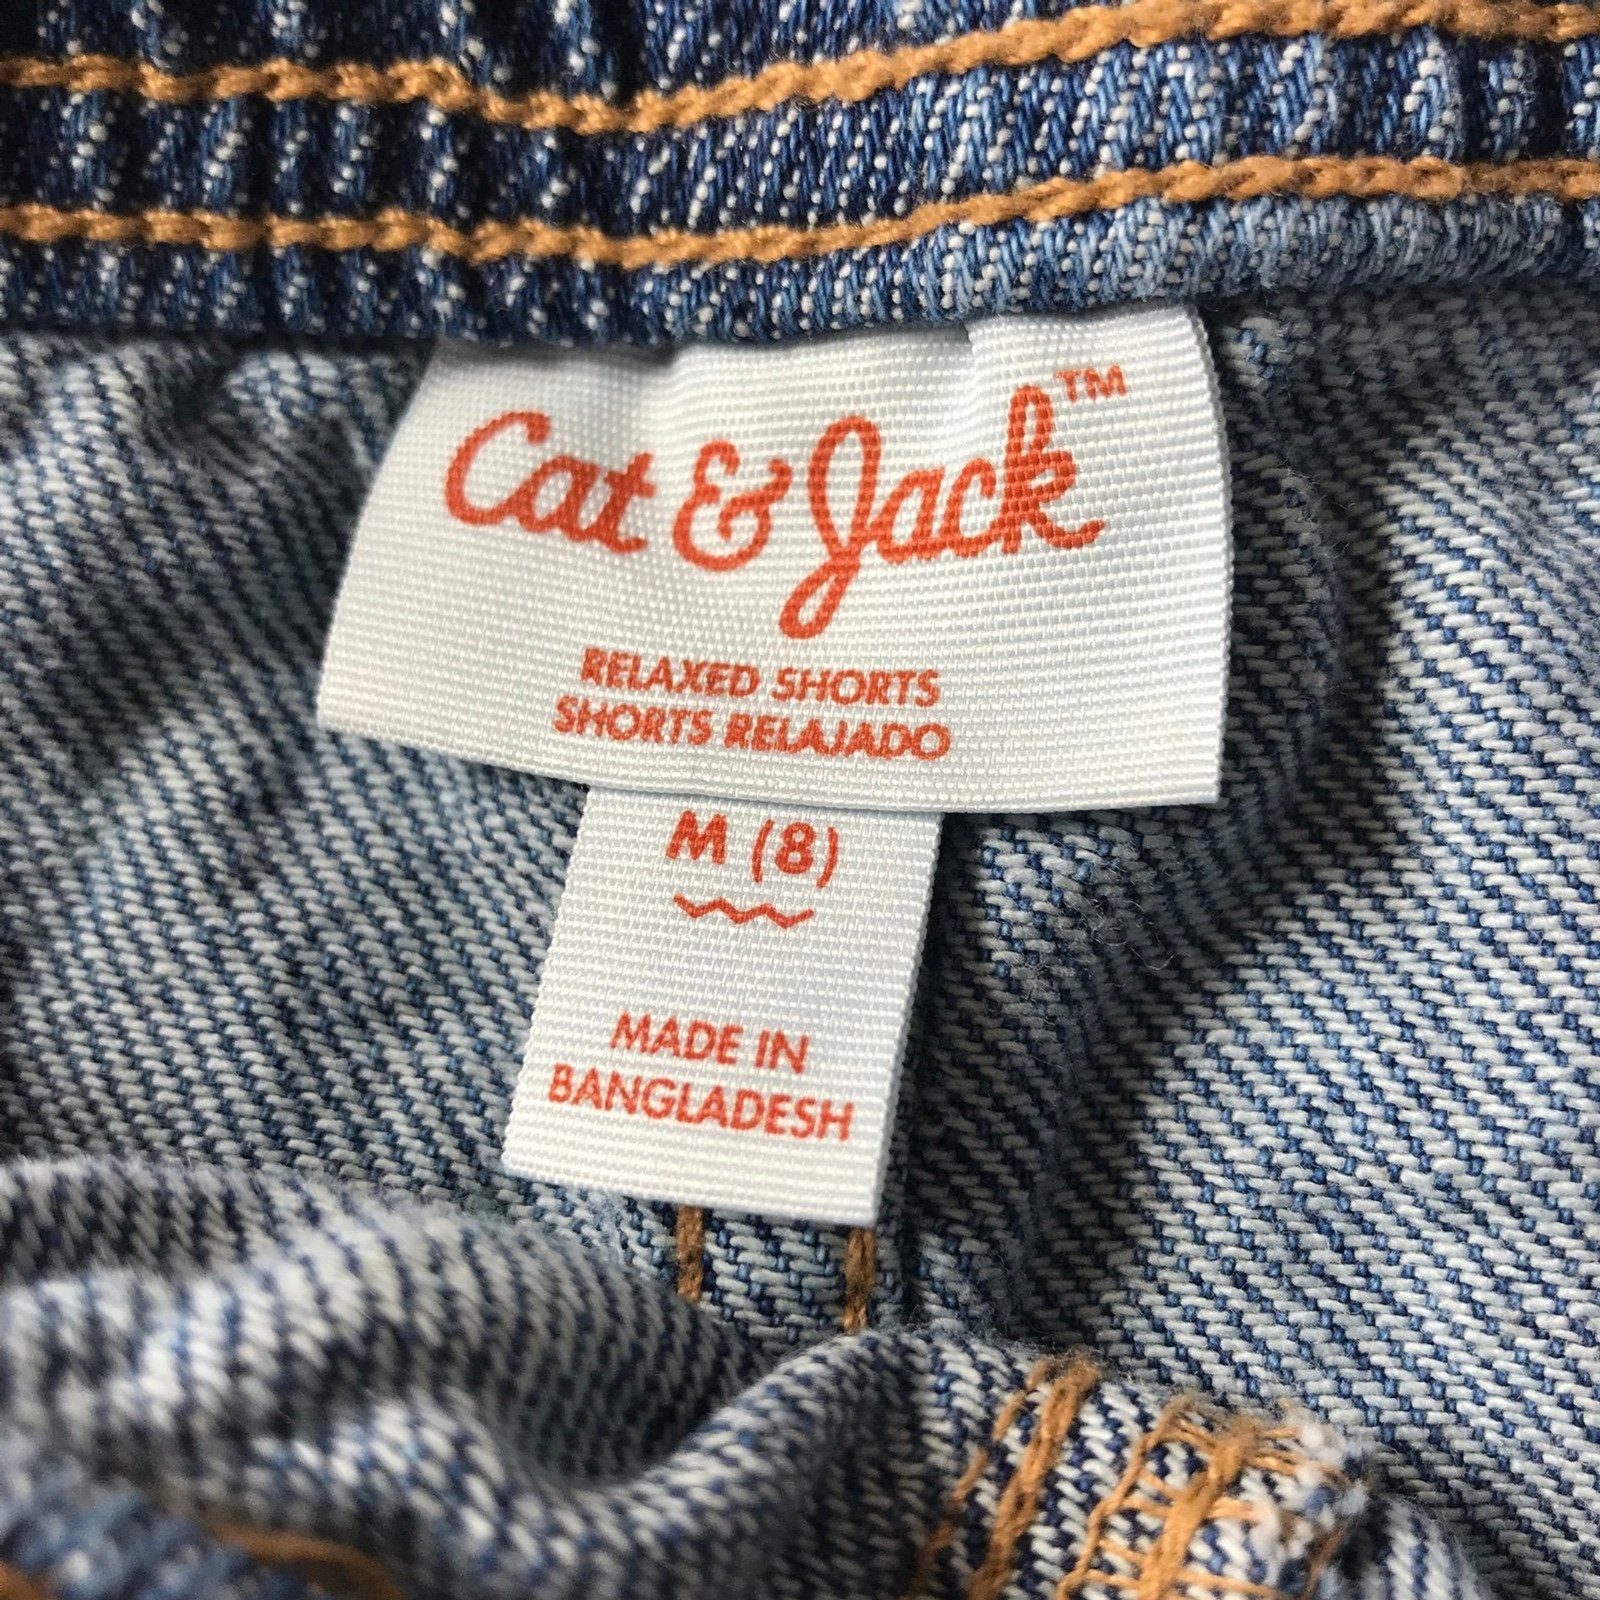 Cat & Jack™
RELAXED SHORTS
SHORTS RELAJADO
M (8)
MADE IN
BANGLADESH